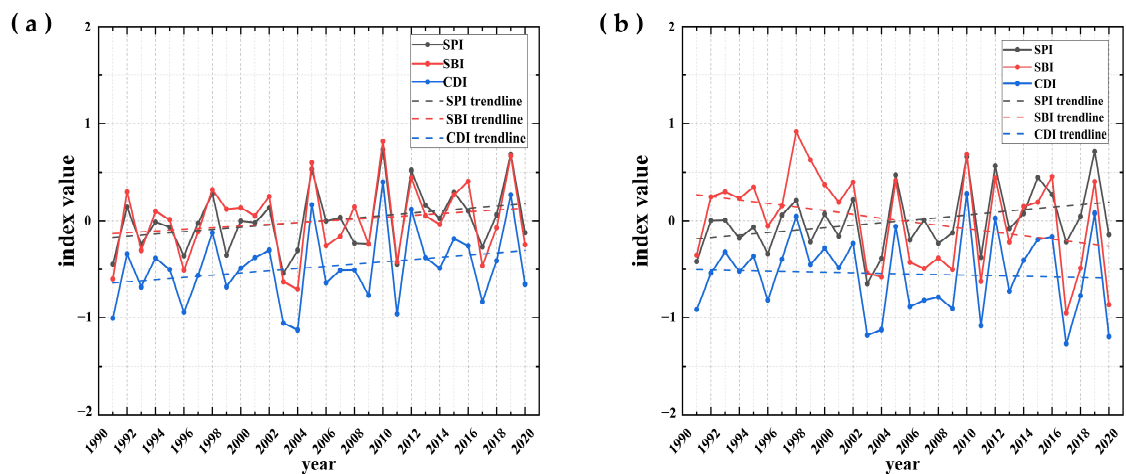 ( a )
2
1
0
−1
−2
index value
SPI
SBI
CDI
SPI trendline
SBI trendline
CDI trendline
1990 1992 1994 1996 1998 2000 2002 2004 2006 2008 2010 2012 2014 2016 2018 2020
year
( b )
2
1
0
−1
−2
index value
SPI
SBI
CDI
SPI trendline
SBI trendline
CDI trendline
1990 1992 1994 1996 1998 2000 2002 2004 2006 2008 2010 2012 2014 2016 2018 2020
year